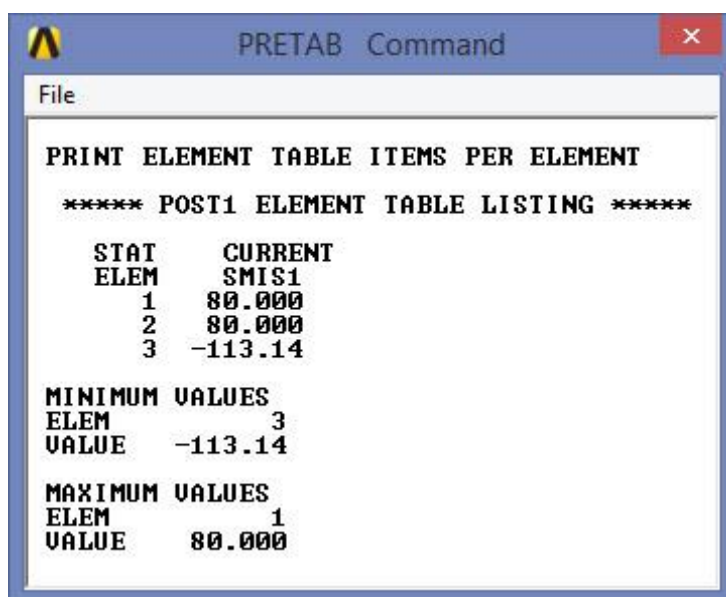 PRETAB Command
File
PRINT ELEMENT TABLE ITEMS PER ELEMENT
***** POST1 ELEMENT TABLE LISTING *****
STAT CURRENT
ELEM SMIS1
1 80.000
2 80.000
3 -113.14
MINIMUM VALUES
ELEM 3
VALUE -113.14
MAXIMUM VALUES
ELEM 1
VALUE 80.000